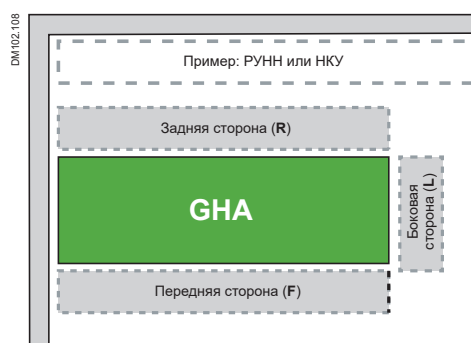 DM102.108
Пример: РУНН или НКУ
Задняя сторона (R)
GHA
Боковая
сторона (L)
Передняя сторона (F)